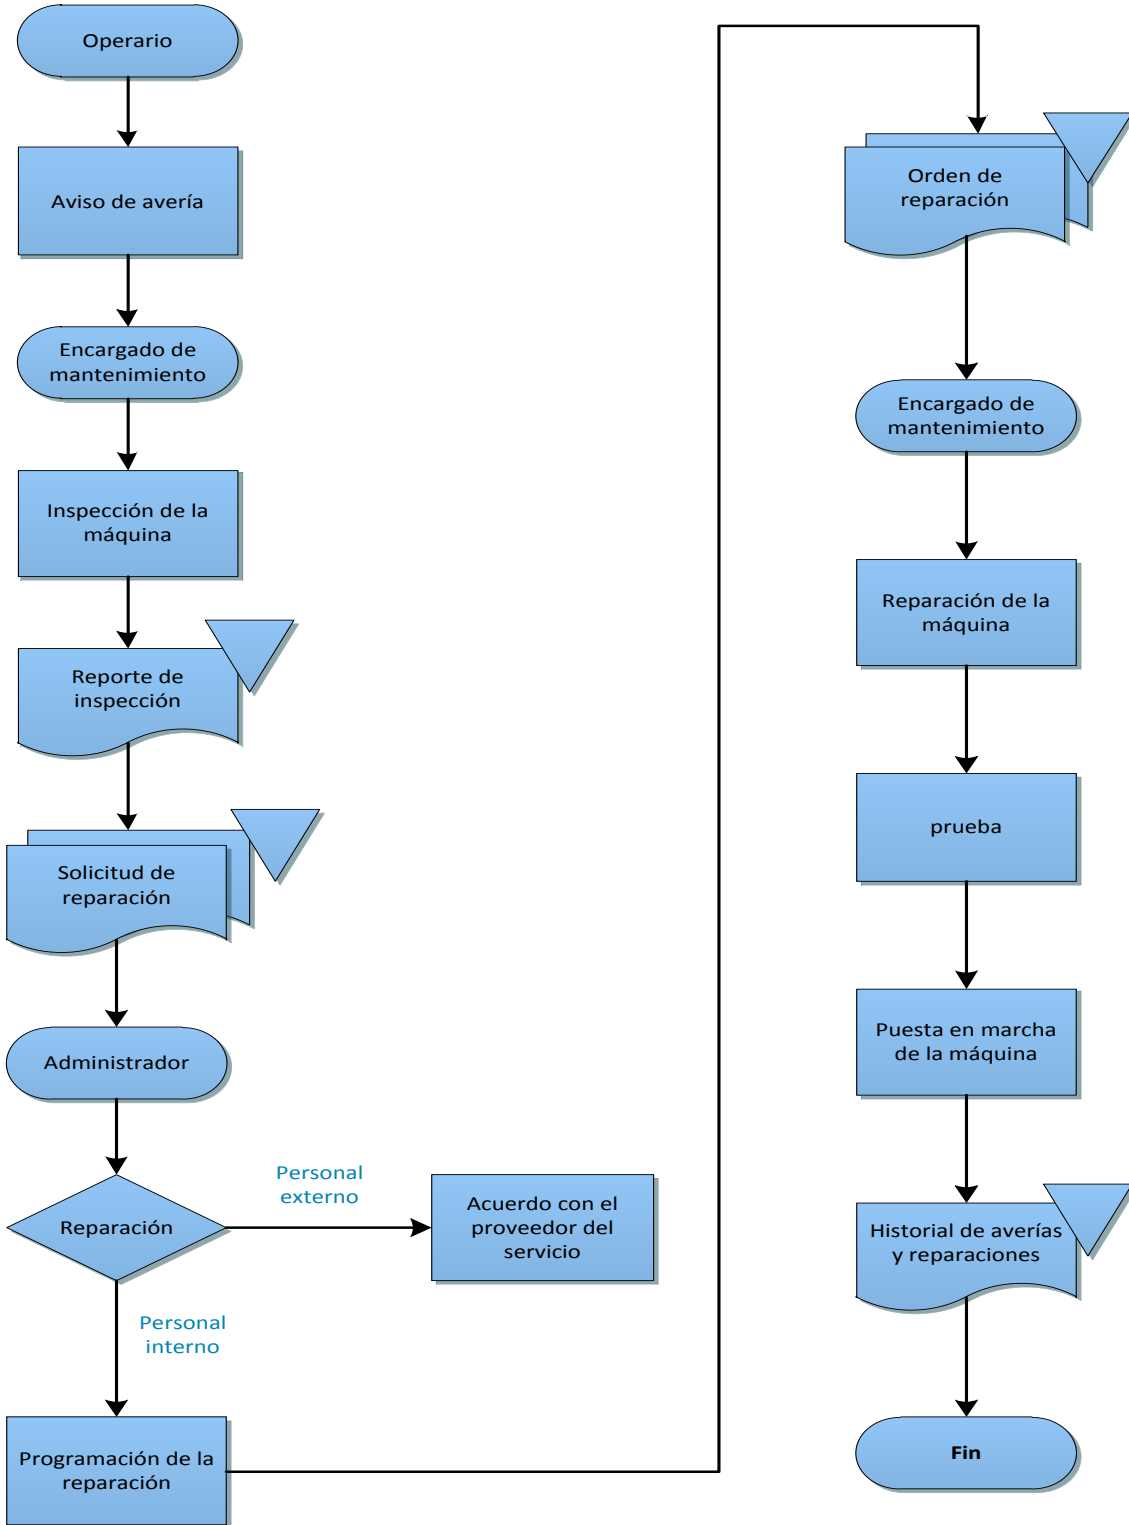 Operario
Aviso de avería
Encargado de
mantenimiento
Inspección de la
máquina
Reporte de
inspección
Solicitud de
reparación
Administrador
Reparación
Personal
externo
Acuerdo con el
proveedor del
servicio
Personal
interno
Programación de la
reparación
Orden de
reparación
Encargado de
mantenimiento
Reparación de la
máquina
prueba
Puesta en marcha
de la máquina
Historial de averías
y reparaciones
Fin